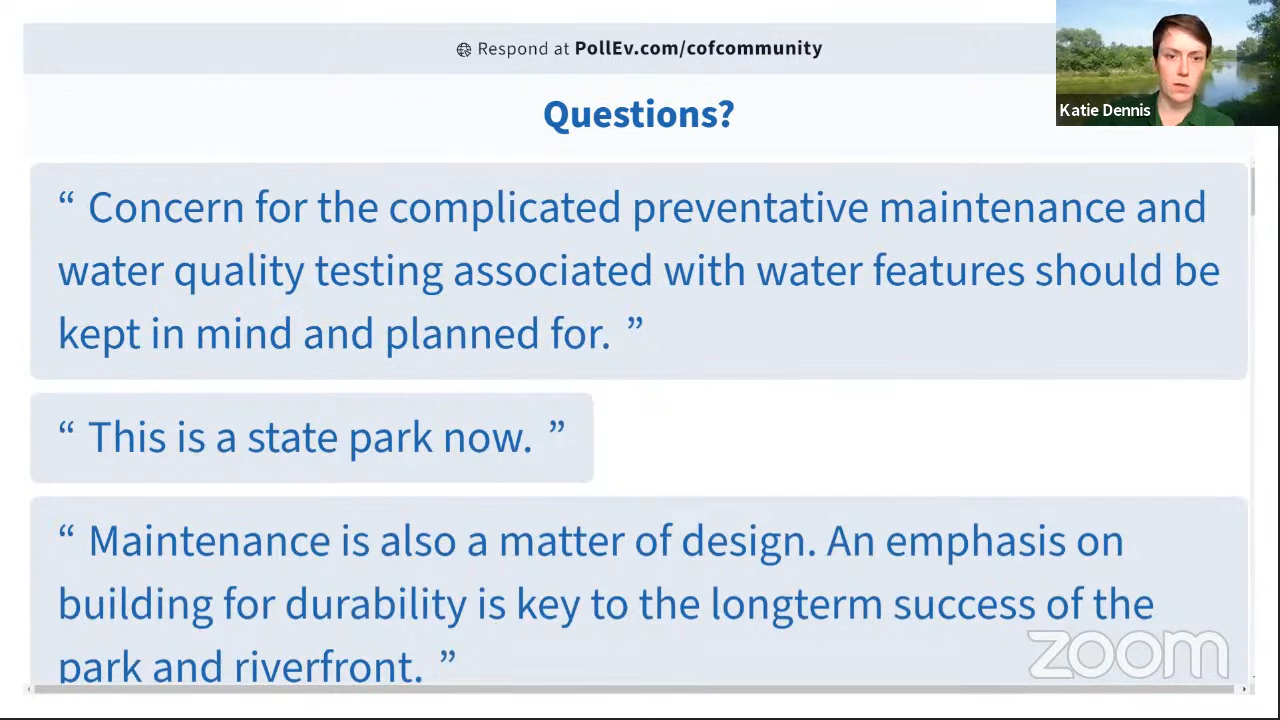 Respond at PollEv.com/cofcommunity
Katie Dennis
Questions?
“ Concern for the complicated preventative maintenance and
water quality testing associated with water features should be
kept in mind and planned for. ”
“ This is a state park now. ”
“ Maintenance is also a matter of design. An emphasis on
building for durability is key to the longterm success of the
park and riverfront. ”
zoom